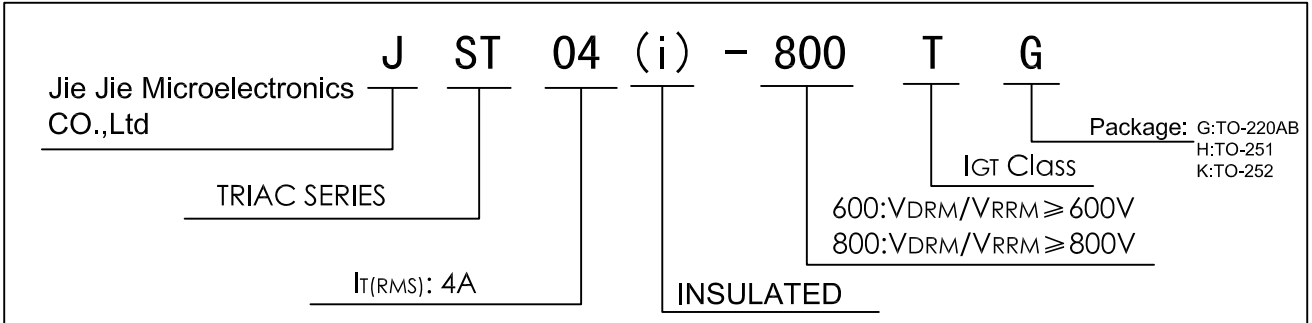 J ST 04 (i) - 800 T G
Jie Jie Microelectronics
CO.,Ltd
Package: G:TO-220AB
H:TO-251
K:TO-252
IGT Class
TRIAC SERIES
600:VDRM/VRRM≥600V
800:VDRM/VRRM≥800V
IT(RMS): 4A
INSULATED